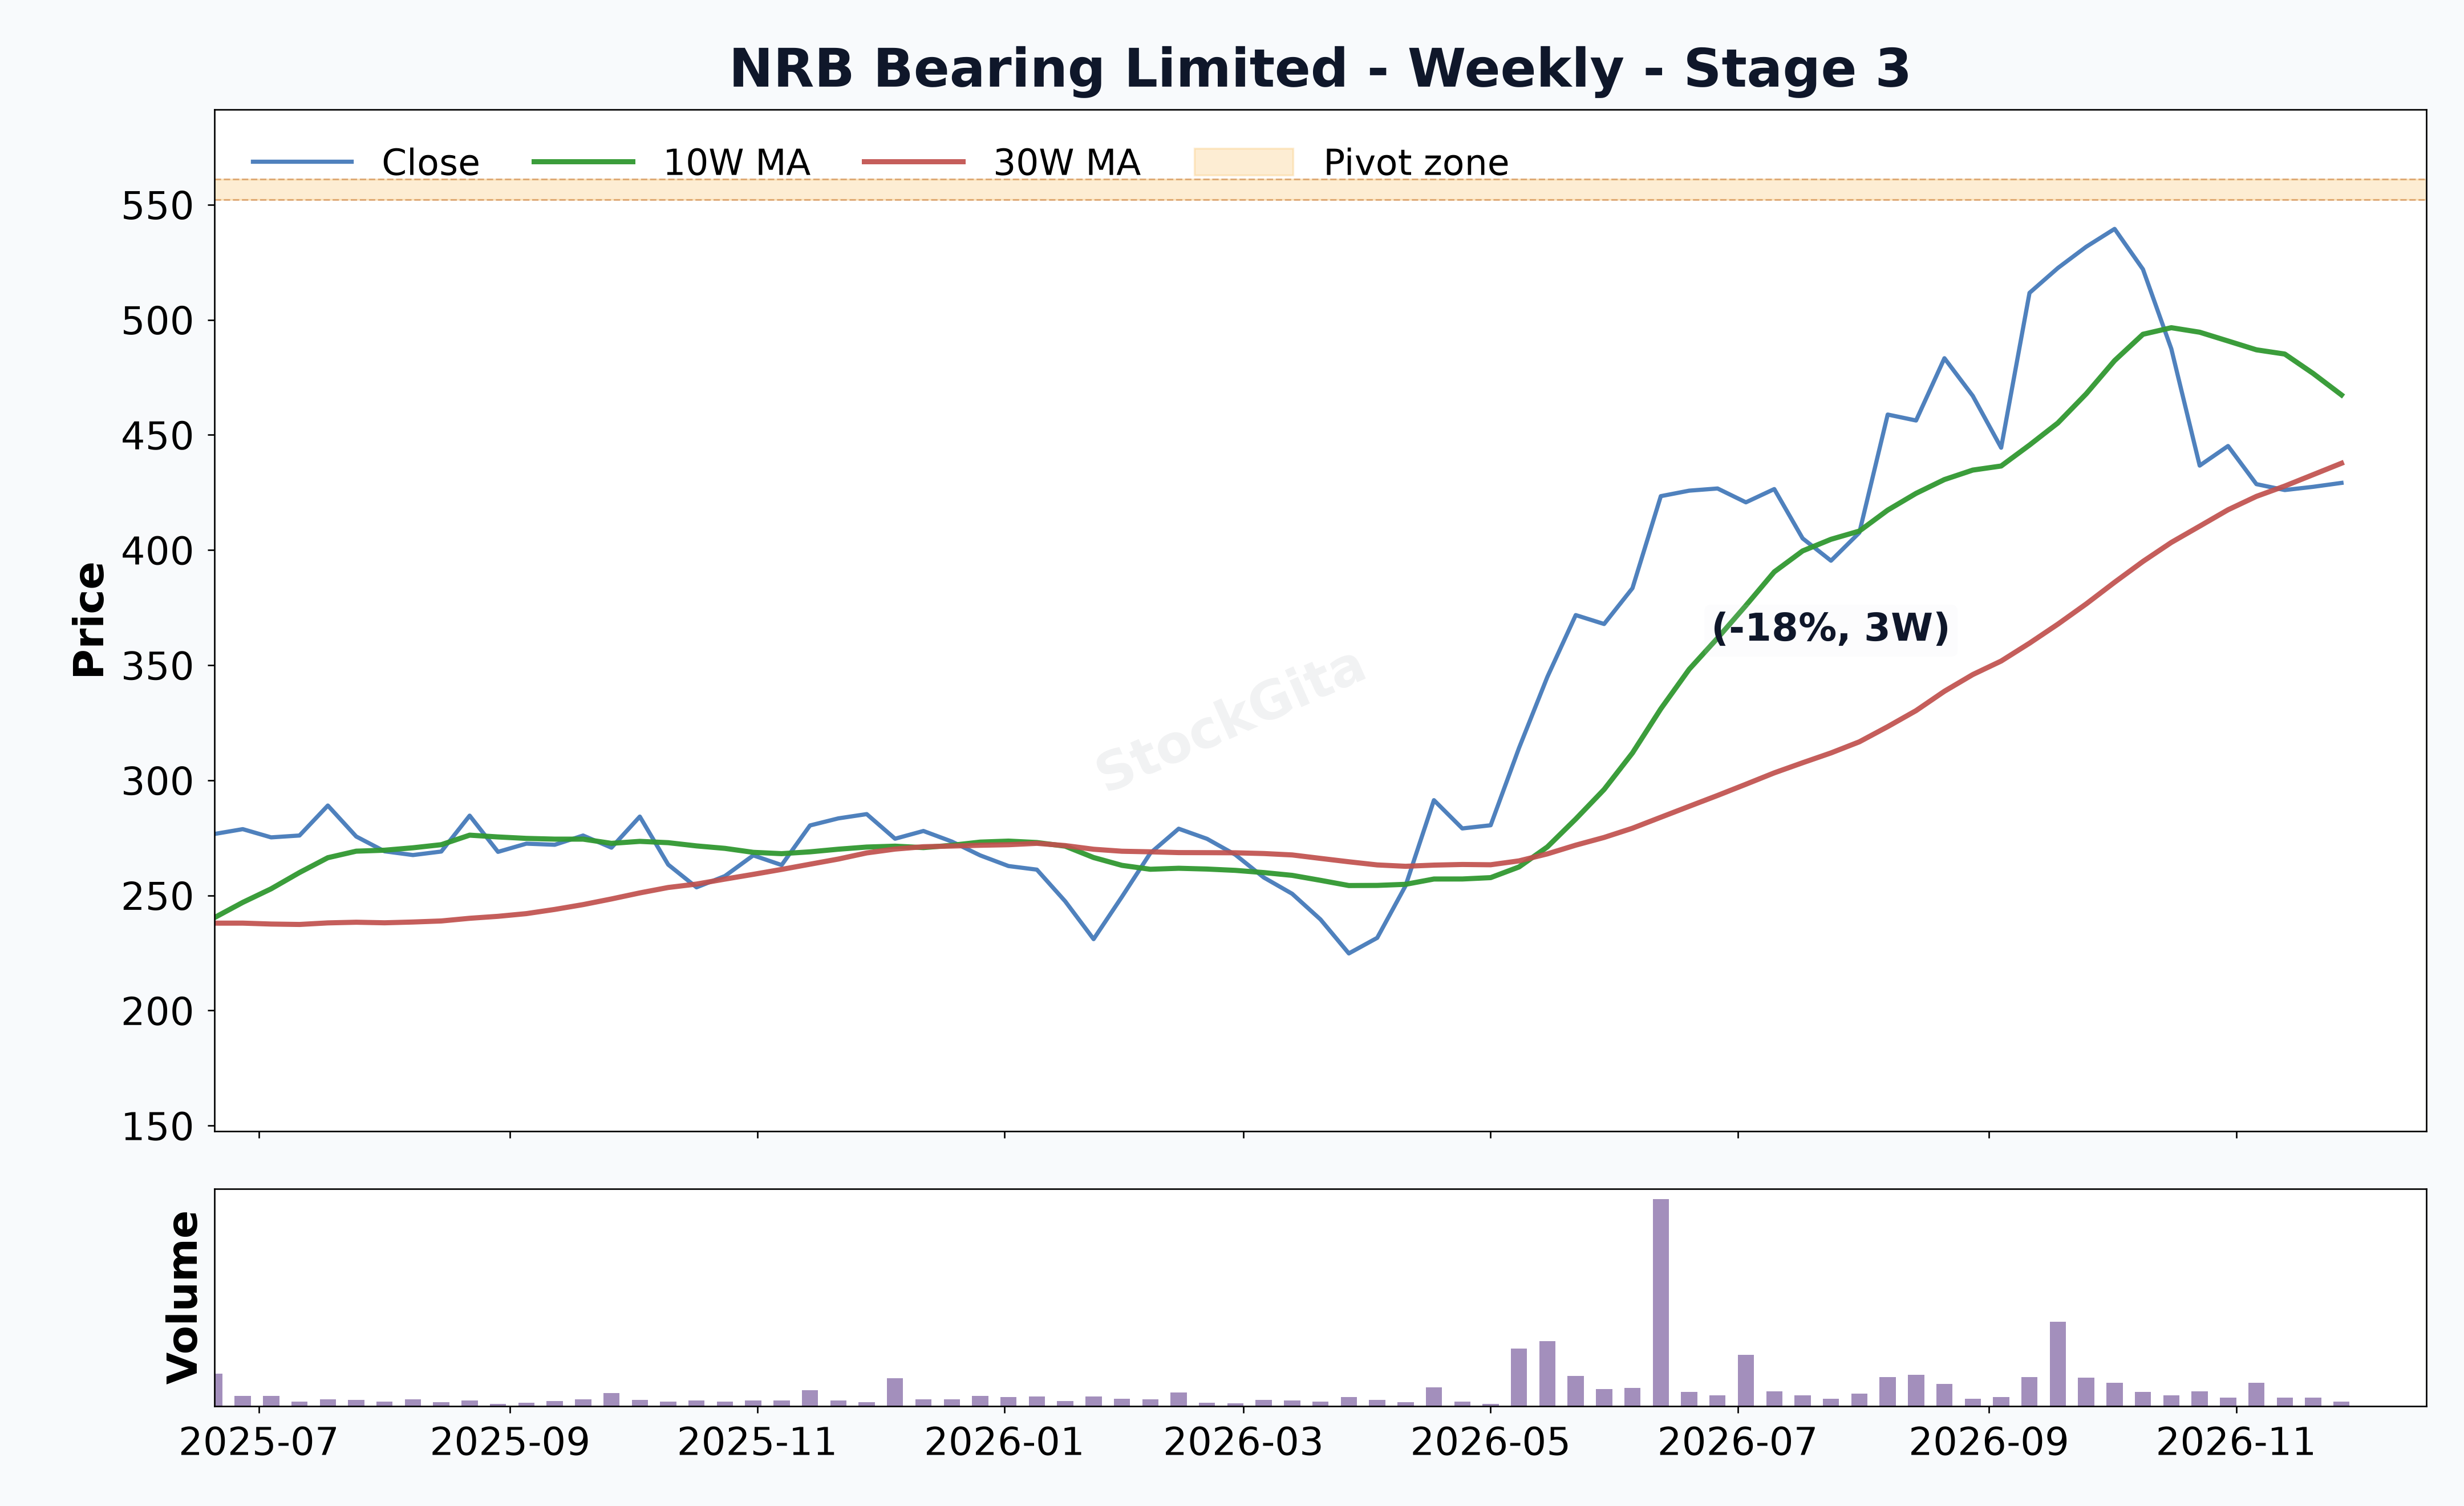 NRB Bearing Limited - Weekly - Stage 3
Close 10W MA 30W MA Pivot zone
550
500
450
400
350
300
250
200
150
Price
(-18%, 3W)
StockGita
Volume
2025-07 2025-09 2025-11 2026-01 2026-03 2026-05 2026-07 2026-09 2026-11